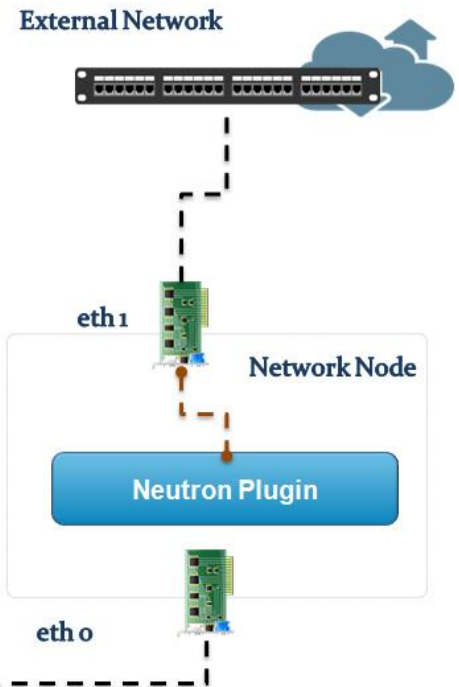 External Network
eth 1
Network Node
Neutron Plugin
eth 0